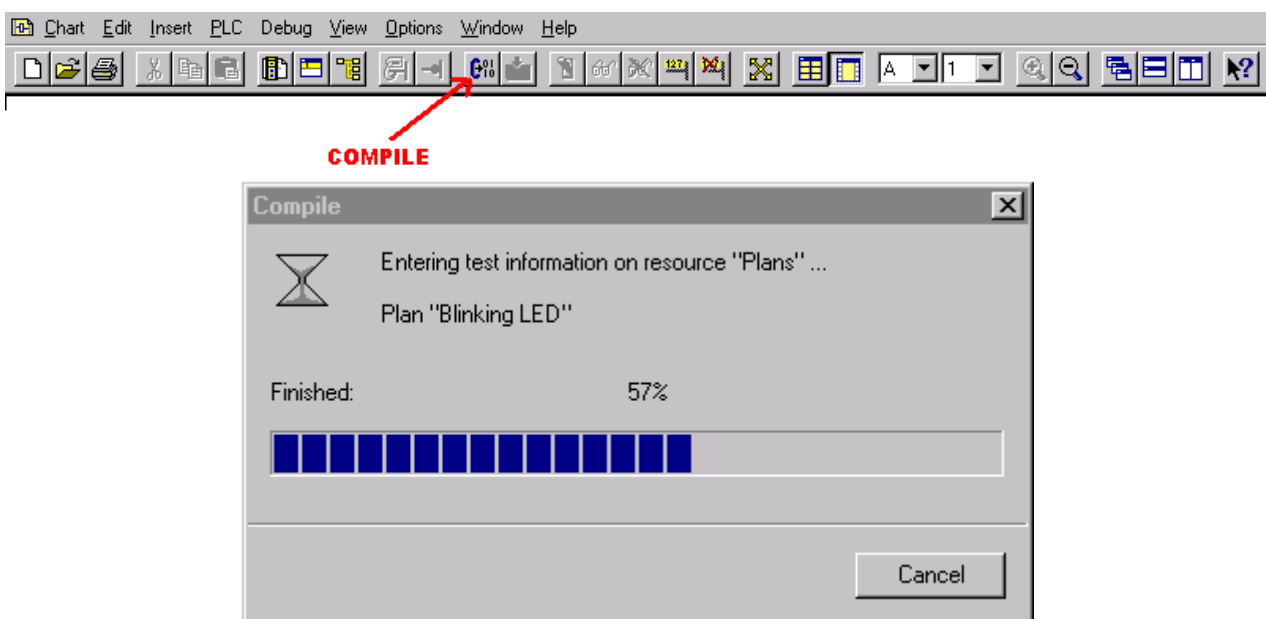 Chart Edit Insert PLC Debug View Options Window Help
A 1
COMPILE
Compile
Entering test information on resource "Plans" ...
Plan "Blinking LED"
Finished: 57%
Cancel